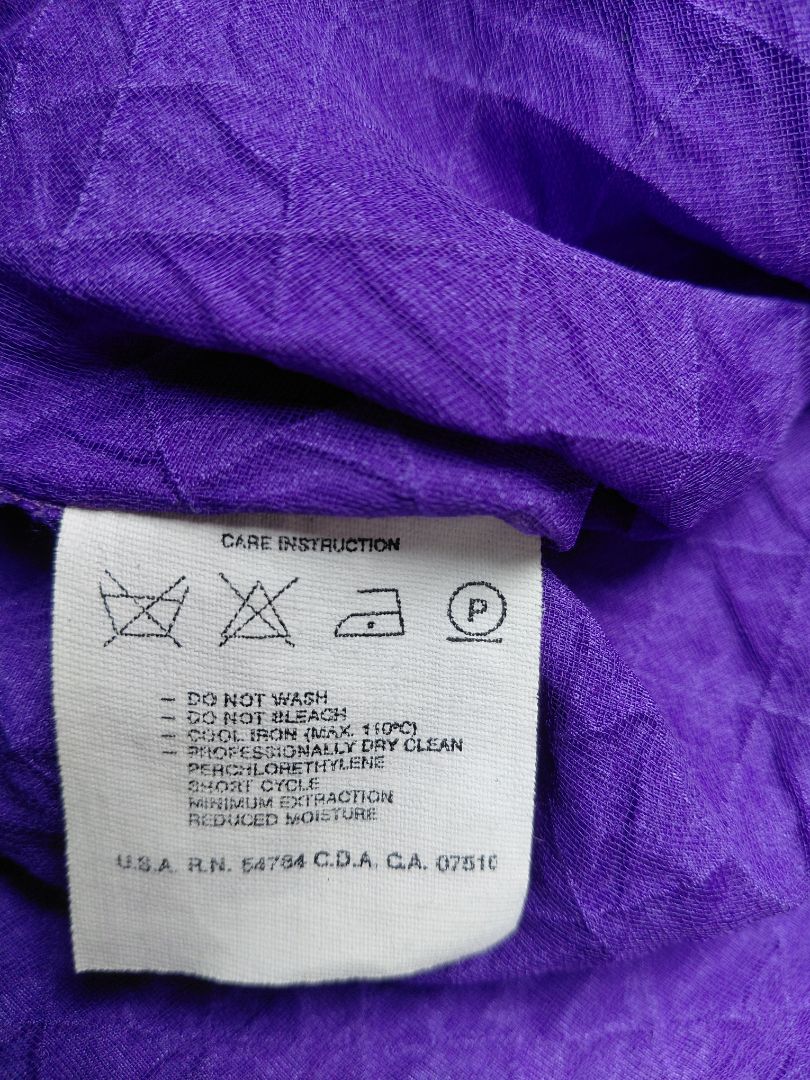 CARE INSTRUCTION
P
- DO NOT WASH
- DO NOT BLEACH
- COOL IRON (MAX. 110°C)
- PROFESSIONALLY DRY CLEAN
PERCHLORETHYLENE
SHORT CYCLE
MINIMUM EXTRACTION
REDUCED MOISTURE
U.S.A. R.N. 54784 C.D.A. C.A. 07510